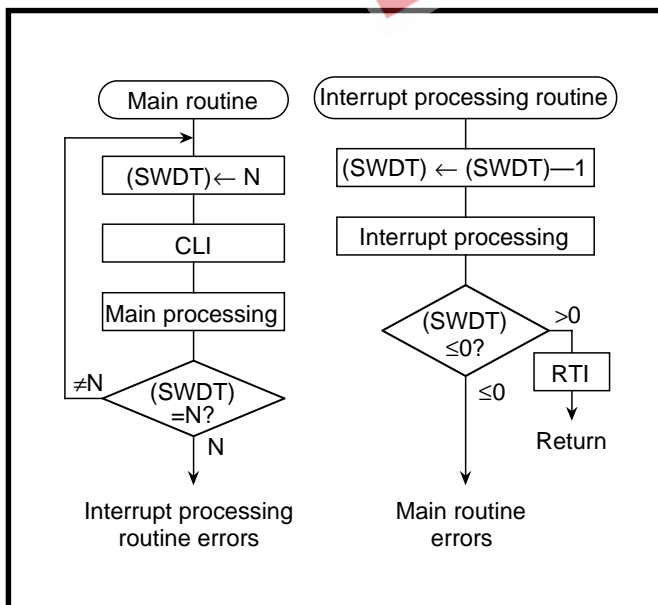 Main routine
(SWDT)← N
CLI
Main processing
≠N
(SWDT)
=N?
N
Interrupt processing
routine errors
Interrupt processing routine
(SWDT) ← (SWDT)—1
Interrupt processing
(SWDT)
≤0?
>0
≤0
RTI
Return
Main routine
errors